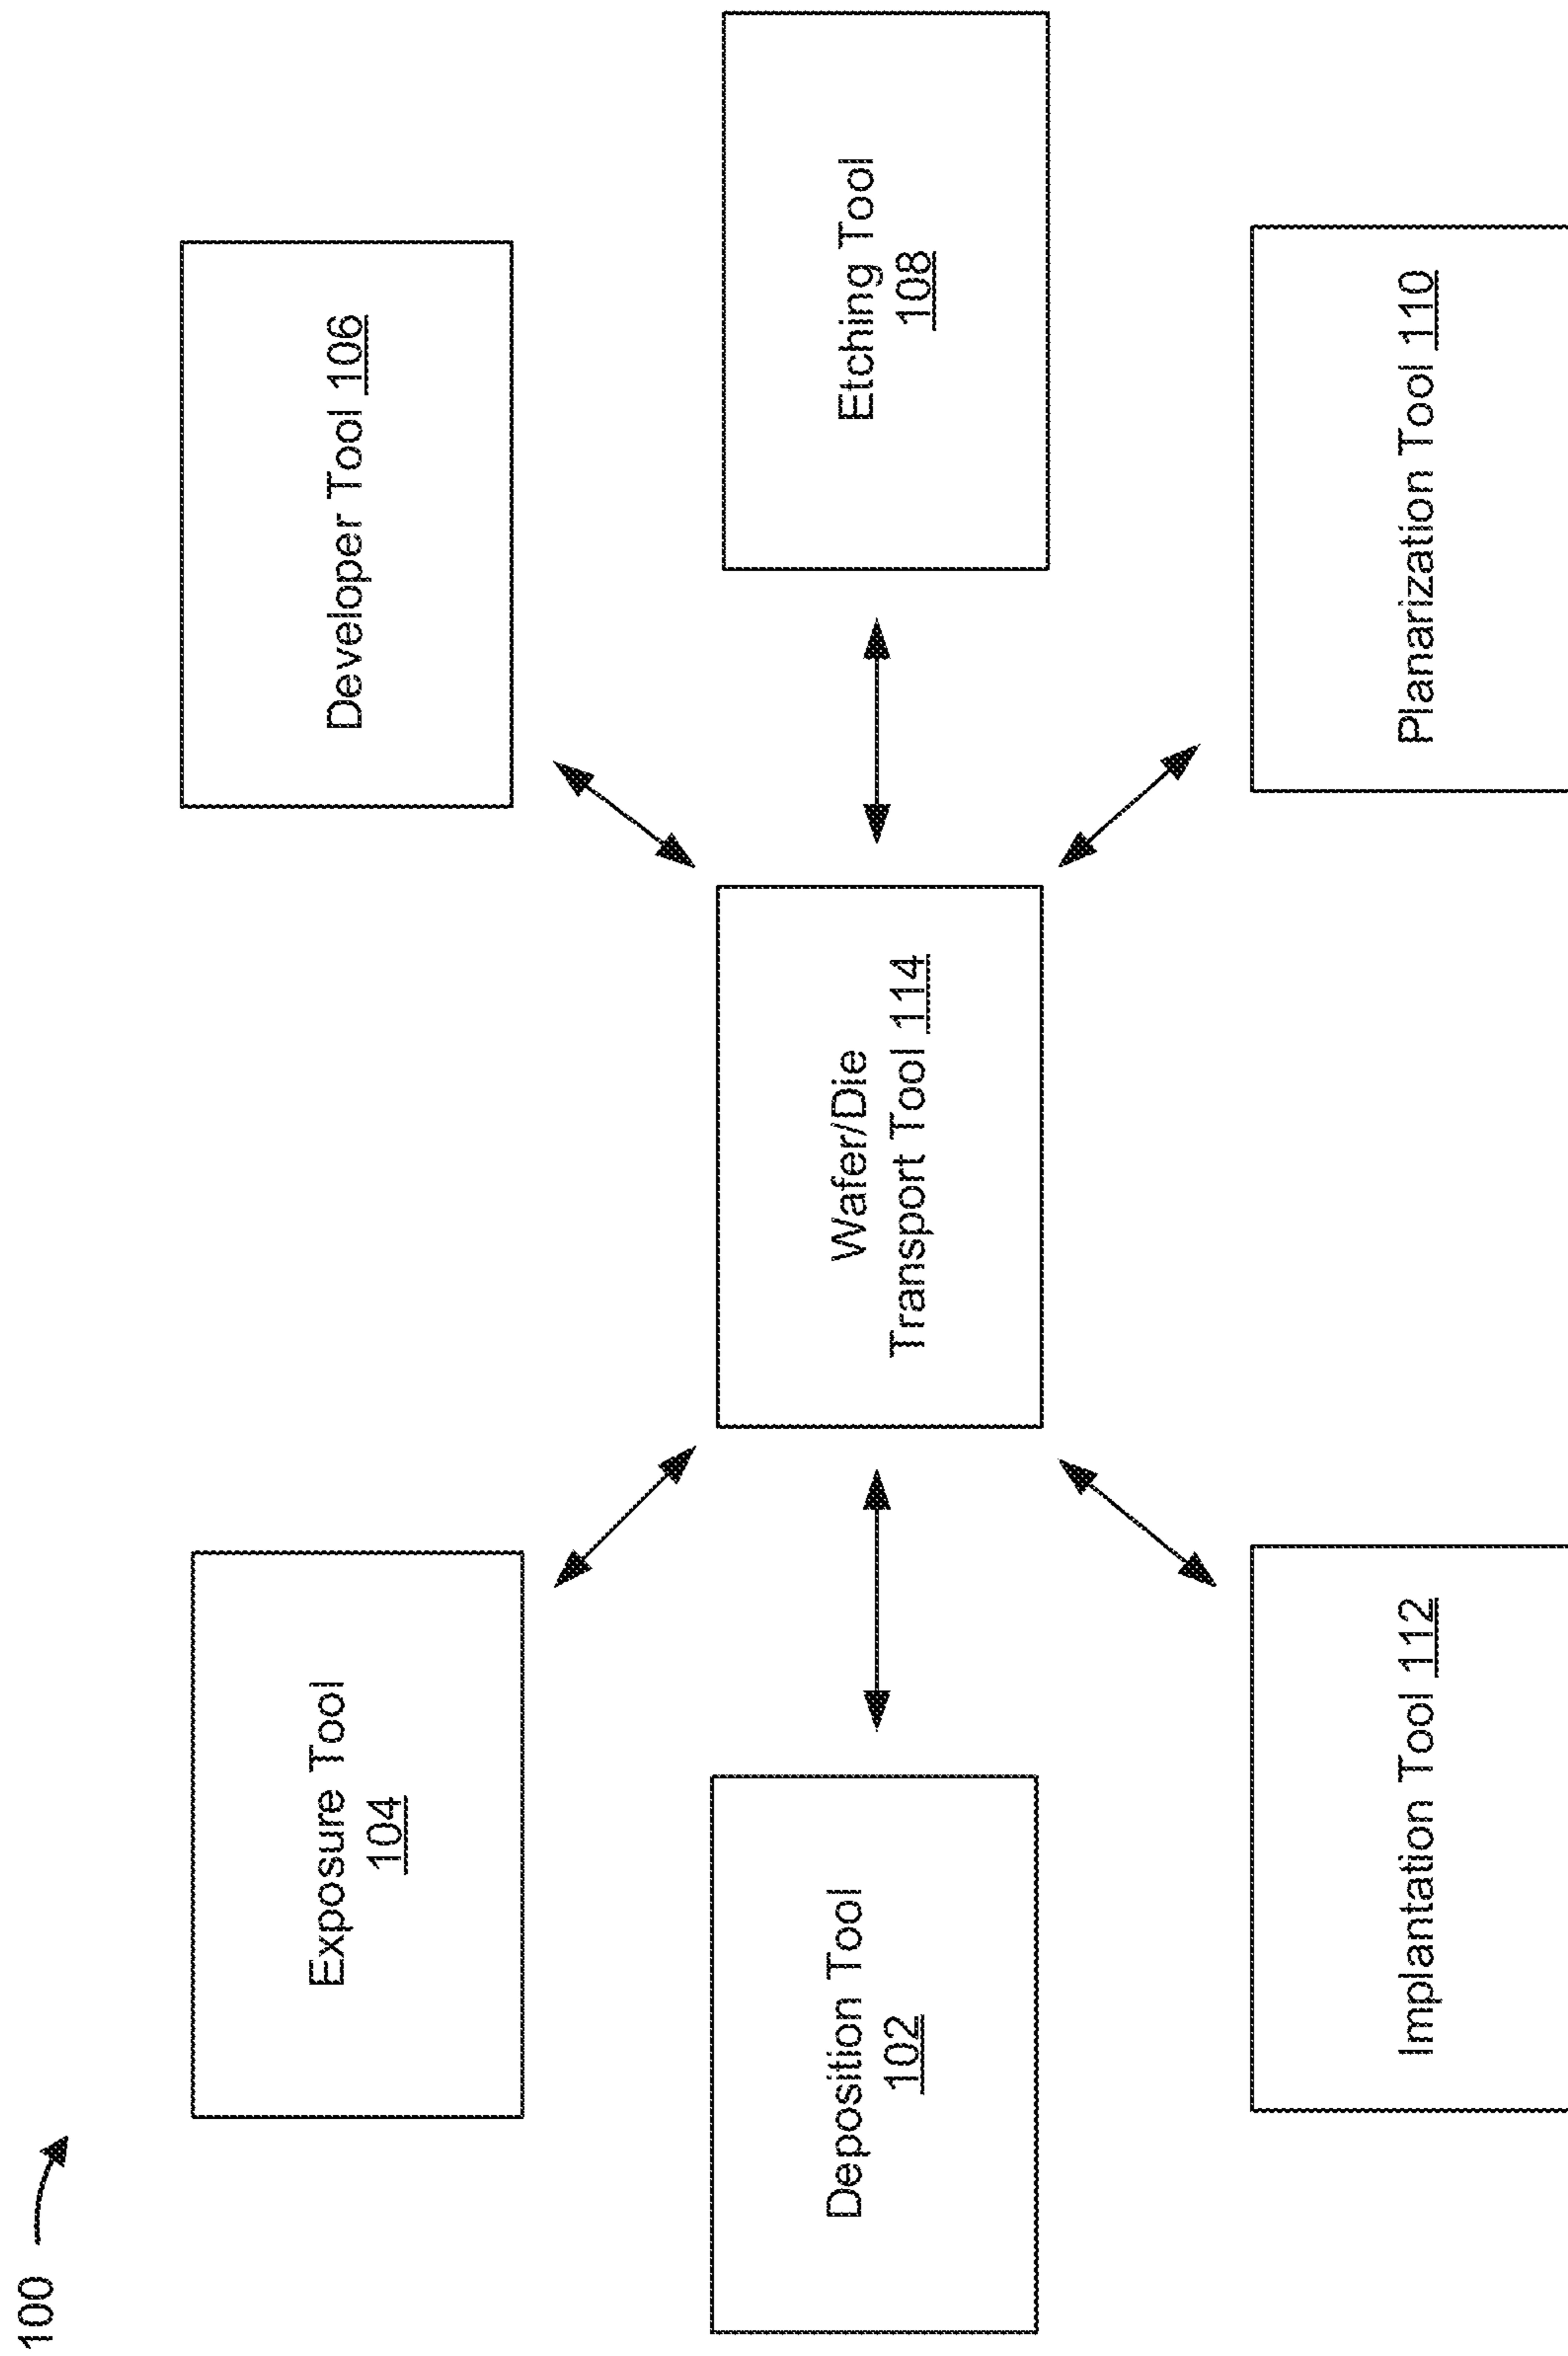 100
Exposure Tool
104
Developer Tool 106
Deposition Tool
102
Wafer/Die
Transport Tool 114
Etching Tool
108
Implantation Tool 112
Planarization Tool 110